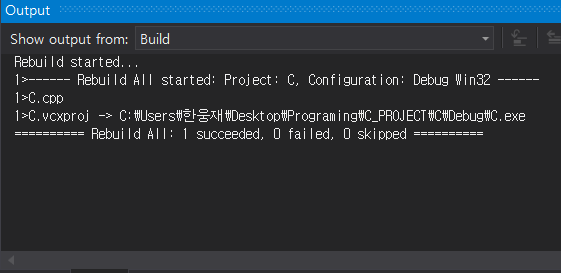 Output
Show output from: Build
Rebuild started...
1>------ Rebuild All started: Project: C, Configuration: Debug Win32 ------
1>C.cpp
1>C.vcxproj -> C:₩Users₩한웅재₩Desktop₩Programing₩C_PROJECT₩C₩Debug₩C.exe
========== Rebuild All: 1 succeeded, 0 failed, 0 skipped ==========